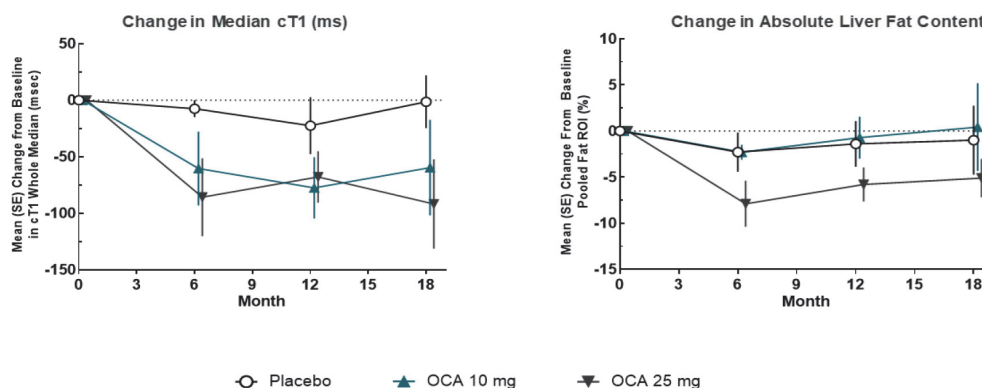 Change in Median cT1 (ms)
Mean (SE) Change from Baseline
in cT1 Whole Median (msec)
50
0
-50
-100
-150
0
3
6
9
12
15
18
Month
Change in Absolute Liver Fat Content
Mean (SE) Change From Baseline
Pooled Fat ROI (%)
10
5
0
-5
-10
-15
0
3
6
9
12
15
18
Month
Placebo
OCA 10 mg
OCA 25 mg